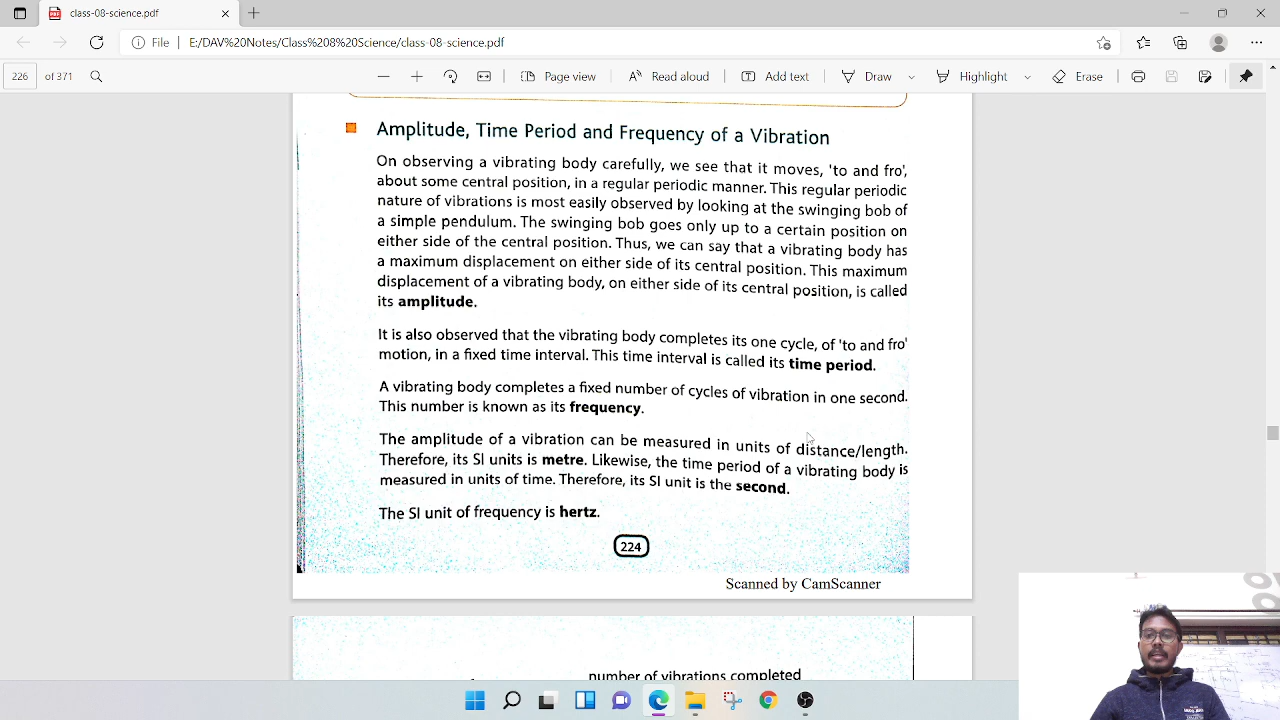 class-08-science.pdf
File
E:/DAV%20Notes/Class%208%20Science/class-08-science.pdf
226 of 371
Page view
Read aloud
Add text
Draw
Highlight
Erase
Amplitude, Time Period and Frequency of a Vibration
On observing a vibrating body carefully, we see that it moves, 'to and fro',
about some central position, in a regular periodic manner. This regular periodic
nature of vibrations is most easily observed by looking at the swinging bob of
a simple pendulum. The swinging bob goes only up to a certain position on
either side of the central position. Thus, we can say that a vibrating body has
a maximum displacement on either side of its central position. This maximum
displacement of a vibrating body, on either side of its central position, is called
its amplitude.
It is also observed that the vibrating body completes its one cycle, of 'to and fro'
motion, in a fixed time interval. This time interval is called its time period.
A vibrating body completes a fixed number of cycles of vibration in one second.
This number is known as its frequency.
The amplitude of a vibration can be measured in units of distance/length.
Therefore, its SI units is metre. Likewise, the time period of a vibrating body is
measured in units of time. Therefore, its SI unit is the second.
The SI unit of frequency is hertz.
224
Scanned by CamScanner
number of vibrations completed